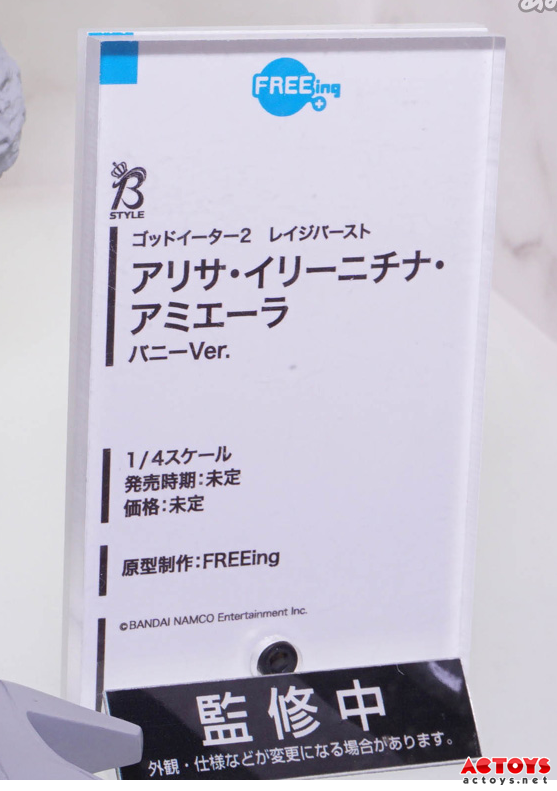 FREEing
B
STYLE
ゴッドイーター2 レイジバースト
アリサ・イリーニチナ・
アミエーラ
バニーVer.
1/4スケール
発売時期:未定
価格:未定
原型制作:FREEing
©BANDAI NAMCO Entertainment Inc.
監修中
外観・仕様などが変更になる場合があります。
ACTOYS
actoys.net